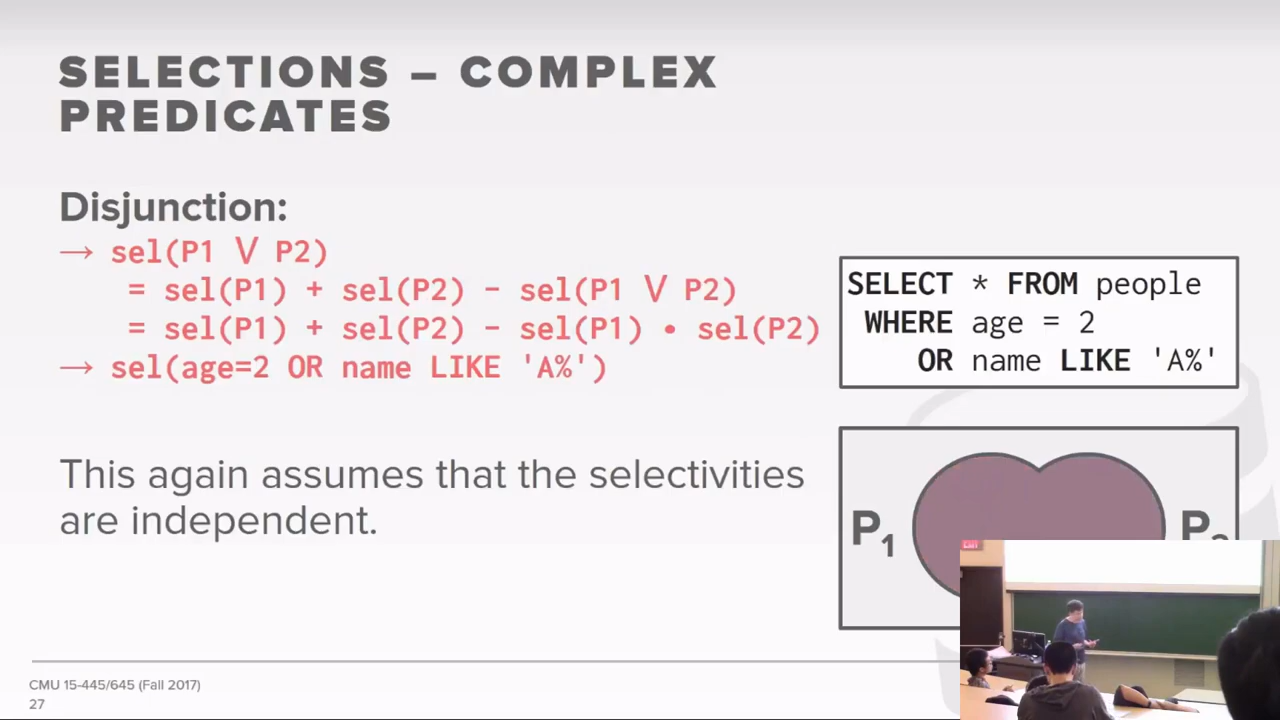 SELECTIONS – COMPLEX
PREDICATES
Disjunction:
→ sel(P1 ⋁ P2)
= sel(P1) + sel(P2) - sel(P1 ⋁ P2)
= sel(P1) + sel(P2) - sel(P1) • sel(P2)
→ sel(age=2 OR name LIKE 'A%')
This again assumes that the selectivities
are independent.
SELECT * FROM people
WHERE age = 2
OR name LIKE 'A%'
P1
P2
CMU 15-445/645 (Fall 2017)
27